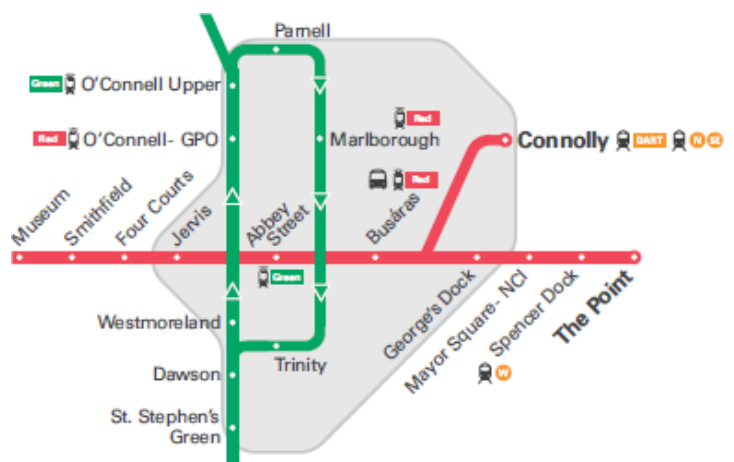 Parnell
Green O'Connell Upper
Red O'Connell- GPO
Red
Marlborough
Connolly DART N SE
Red
Museum
Smithfield
Four Courts
Jervis
Abbey
Street
Busáras
Green
Westmoreland
George's Dock
Mayor Square- NCI
Spencer Dock
The Point
Trinity
W
Dawson
St. Stephen's
Green